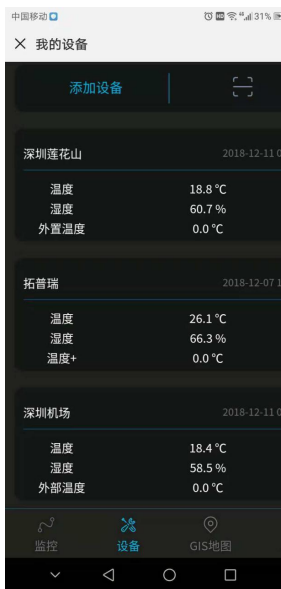 中国移动 31%
× 我的设备
添加设备
深圳莲花山 2018-12-11 0
温度 18.8 ℃
湿度 60.7 %
外置温度 0.0 ℃
拓普瑞 2018-12-07 1
温度 26.1 ℃
湿度 66.3 %
温度+ 0.0 ℃
深圳机场 2018-12-11 0
温度 18.4 ℃
湿度 58.5 %
外部温度 0.0 ℃
监控 设备 GIS地图